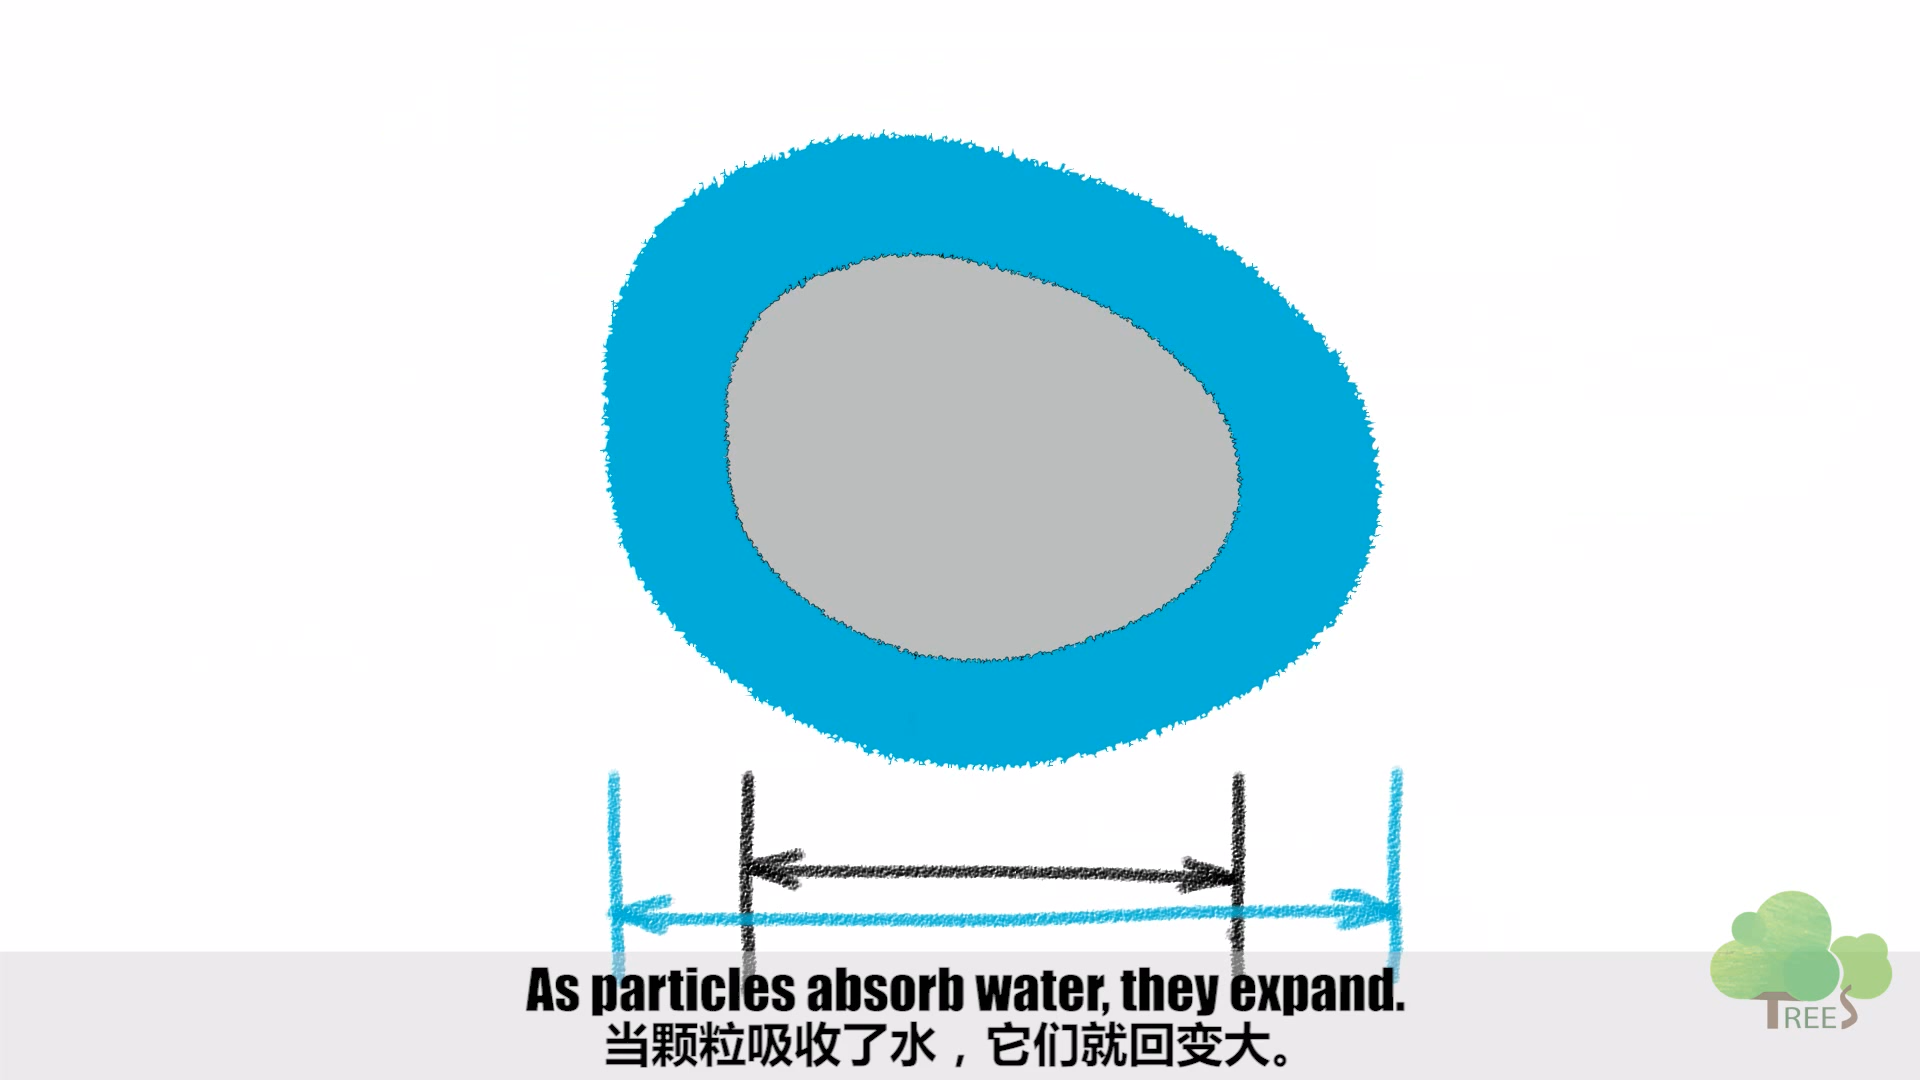 As particles absorb water, they expand.
当颗粒吸收了水，它们就回变大。
TREES